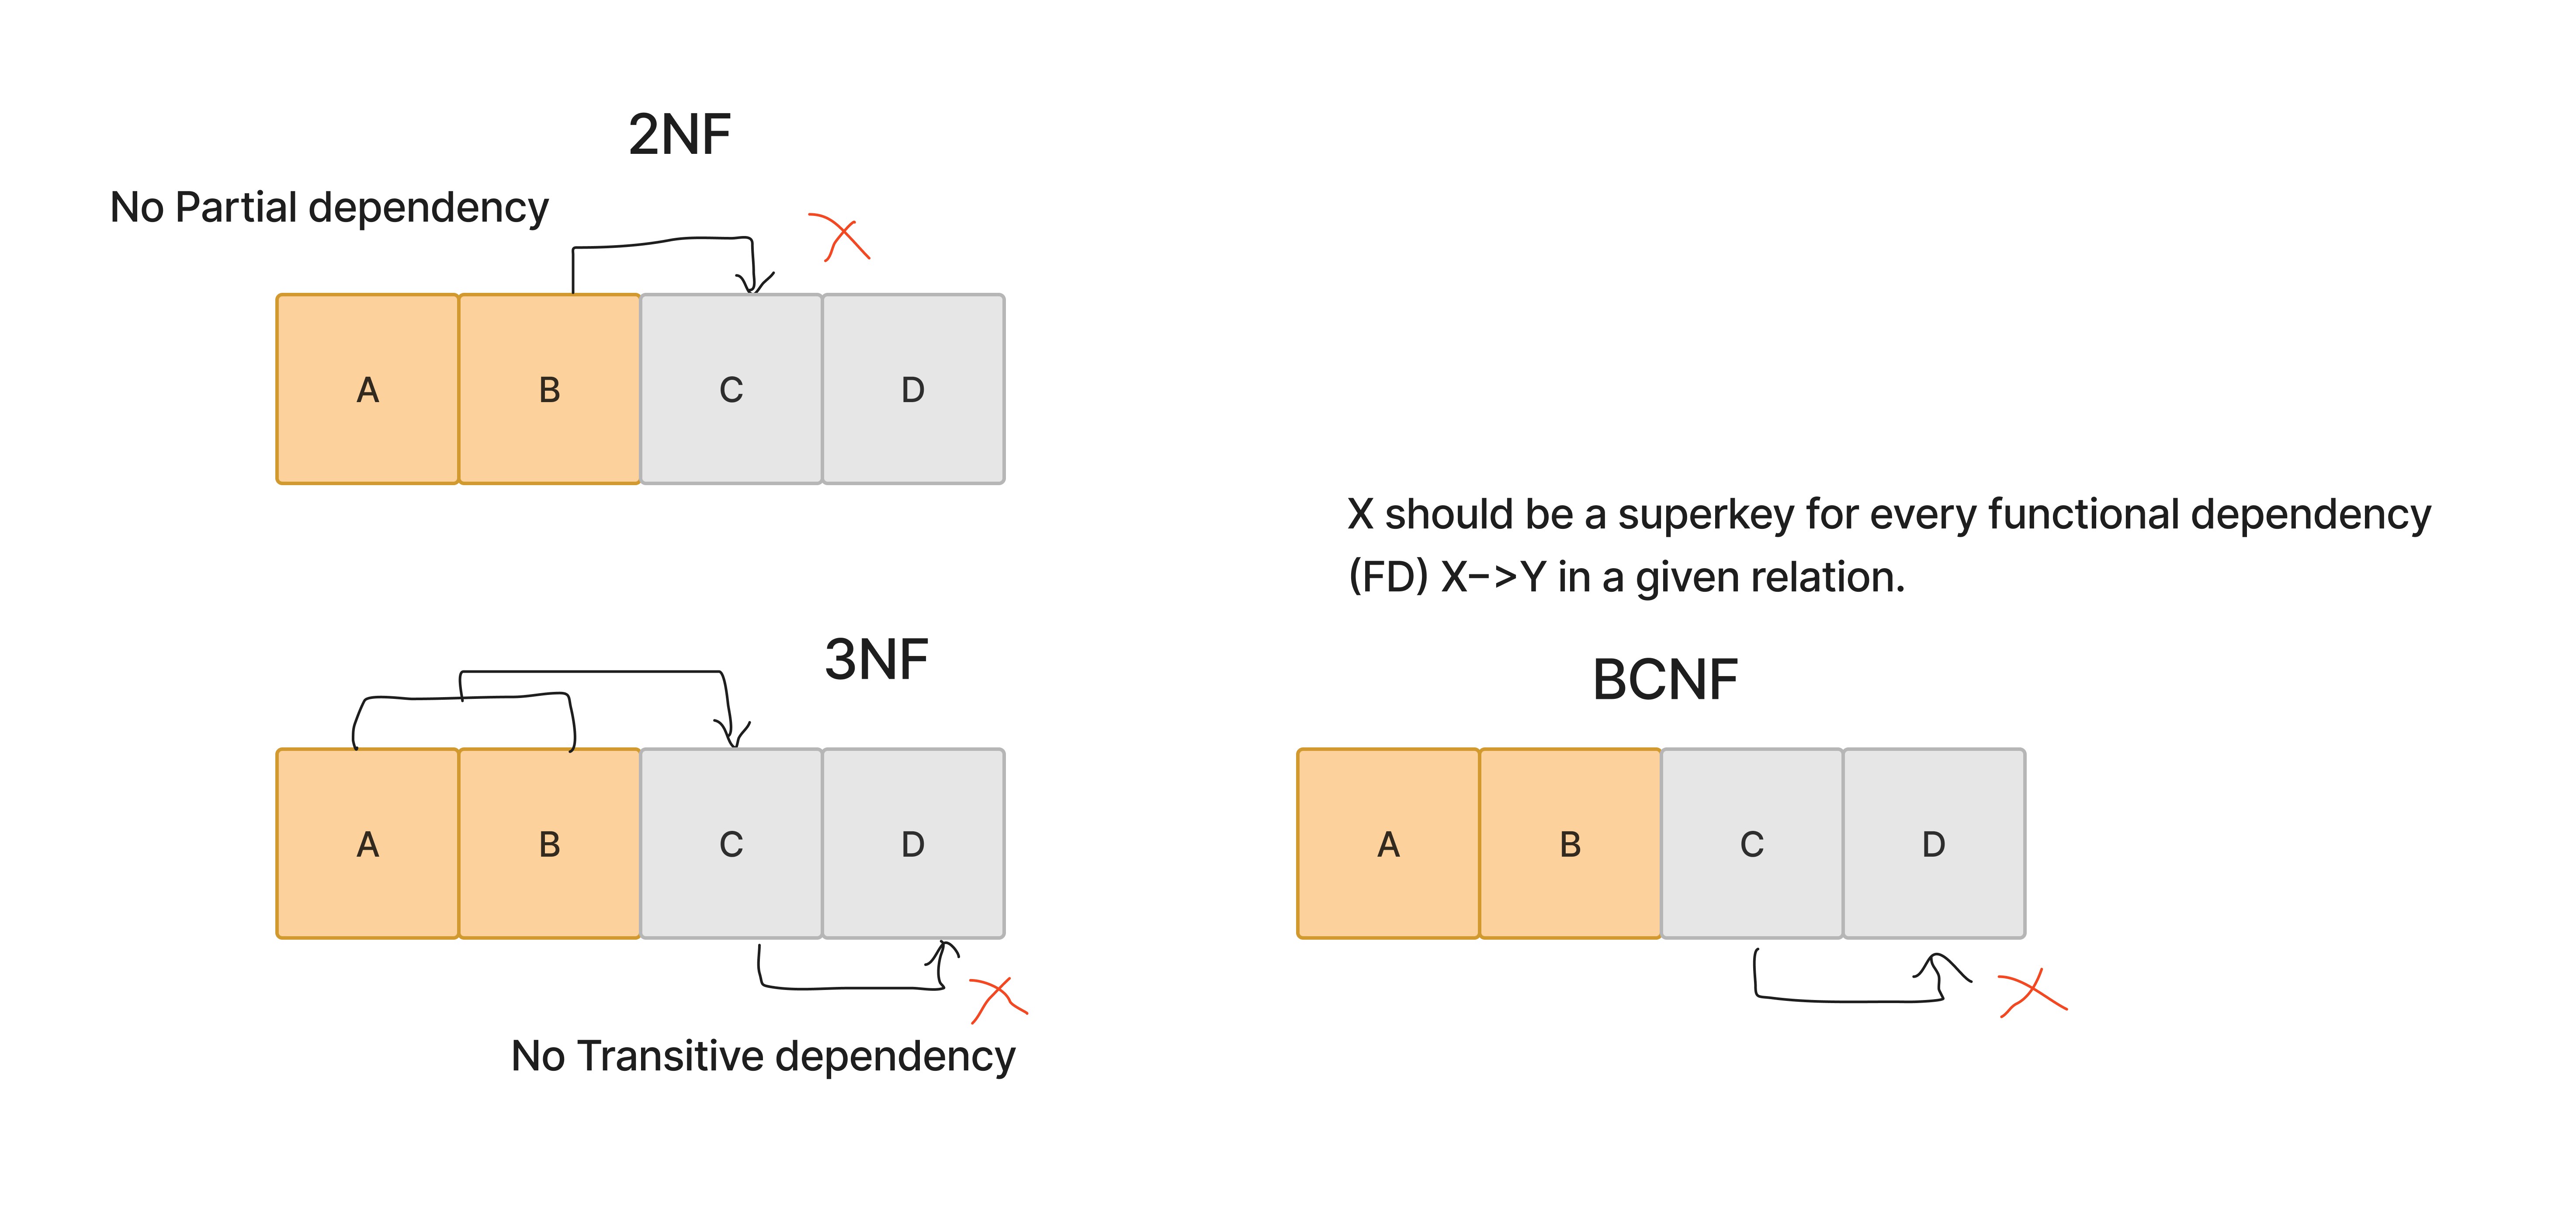 2NF
No Partial dependency
A B C D
3NF
A B C D
No Transitive dependency
X should be a superkey for every functional dependency
(FD) X->Y in a given relation.
BCNF
A B C D